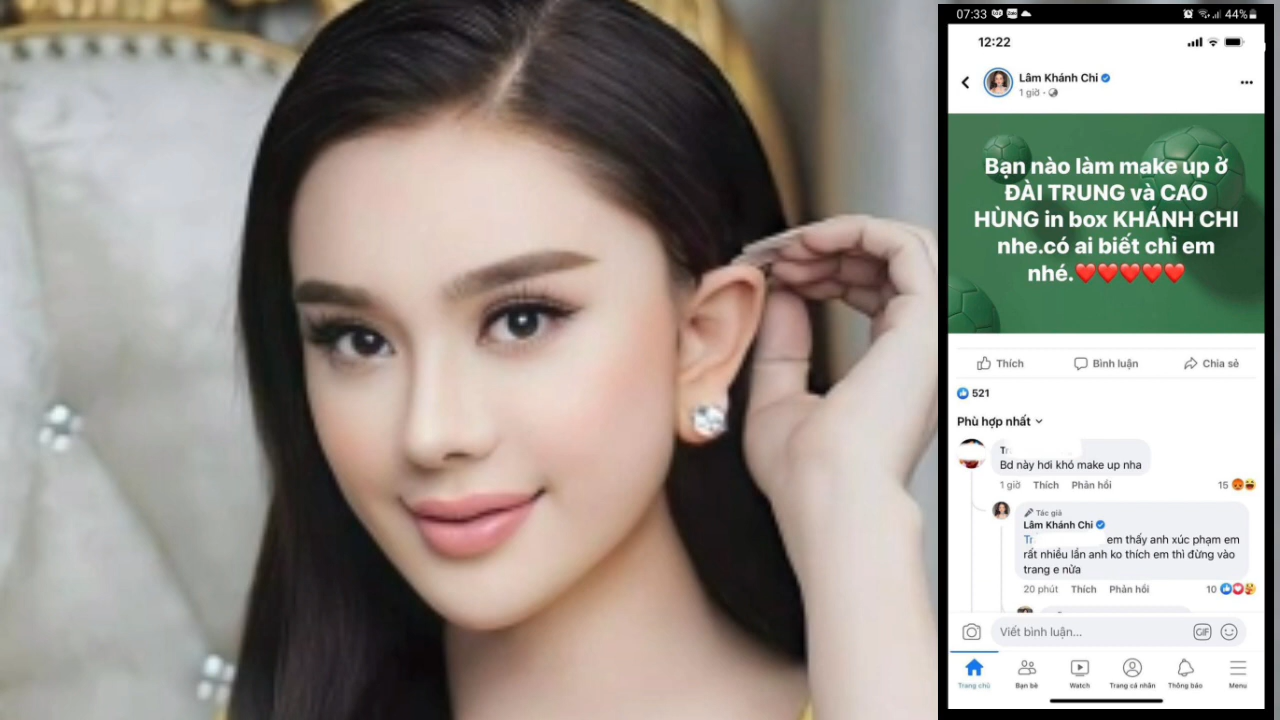 07:33
44%
12:22
Lâm Khánh Chi
1 giờ ·
Bạn nào làm make up ở
ĐÀI TRUNG và CAO
HÙNG in box KHÁNH CHI
nhe.có ai biết chỉ em
nhé.❤️❤️❤️❤️❤️
Thích Bình luận Chia sẻ
521
Phù hợp nhất
Bd này hơi khó make up nha
1 giờ Thích Phản hồi 15
Tác giả
Lâm Khánh Chi
em thấy anh xúc phạm em
rất nhiều lần anh ko thích em thì đừng vào
trang e nửa
20 phút Thích Phản hồi 10
Viết bình luận...
GIF
Trang chủ Bạn bè Watch Trang cá nhân Thông báo Menu